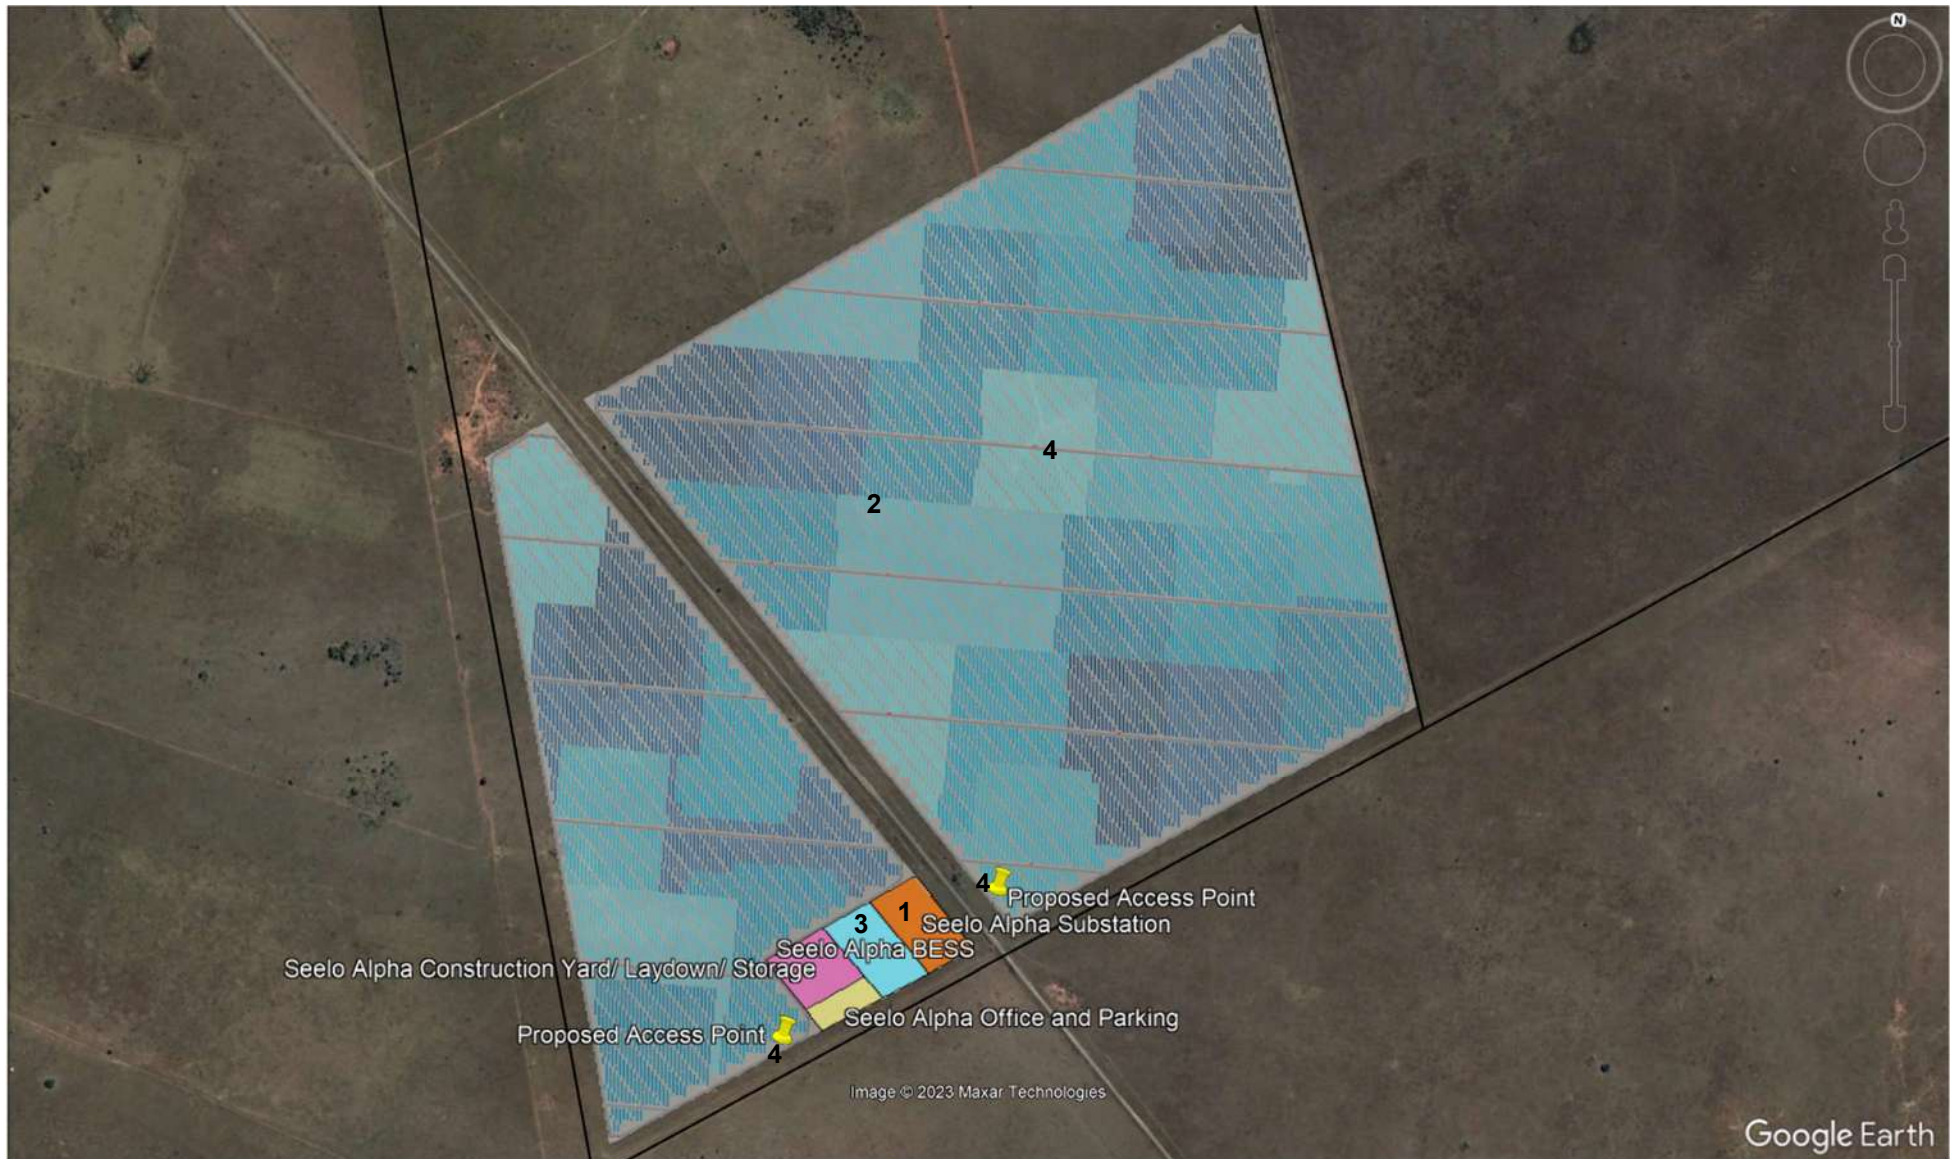 N
4
2
4
Proposed Access Point
1
3
Seelo Alpha Substation
Seelo Alpha BESS
Seelo Alpha Construction Yard/ Laydown/ Storage
Seelo Alpha Office and Parking
Proposed Access Point
4
Image © 2023 Maxar Technologies
Google Earth